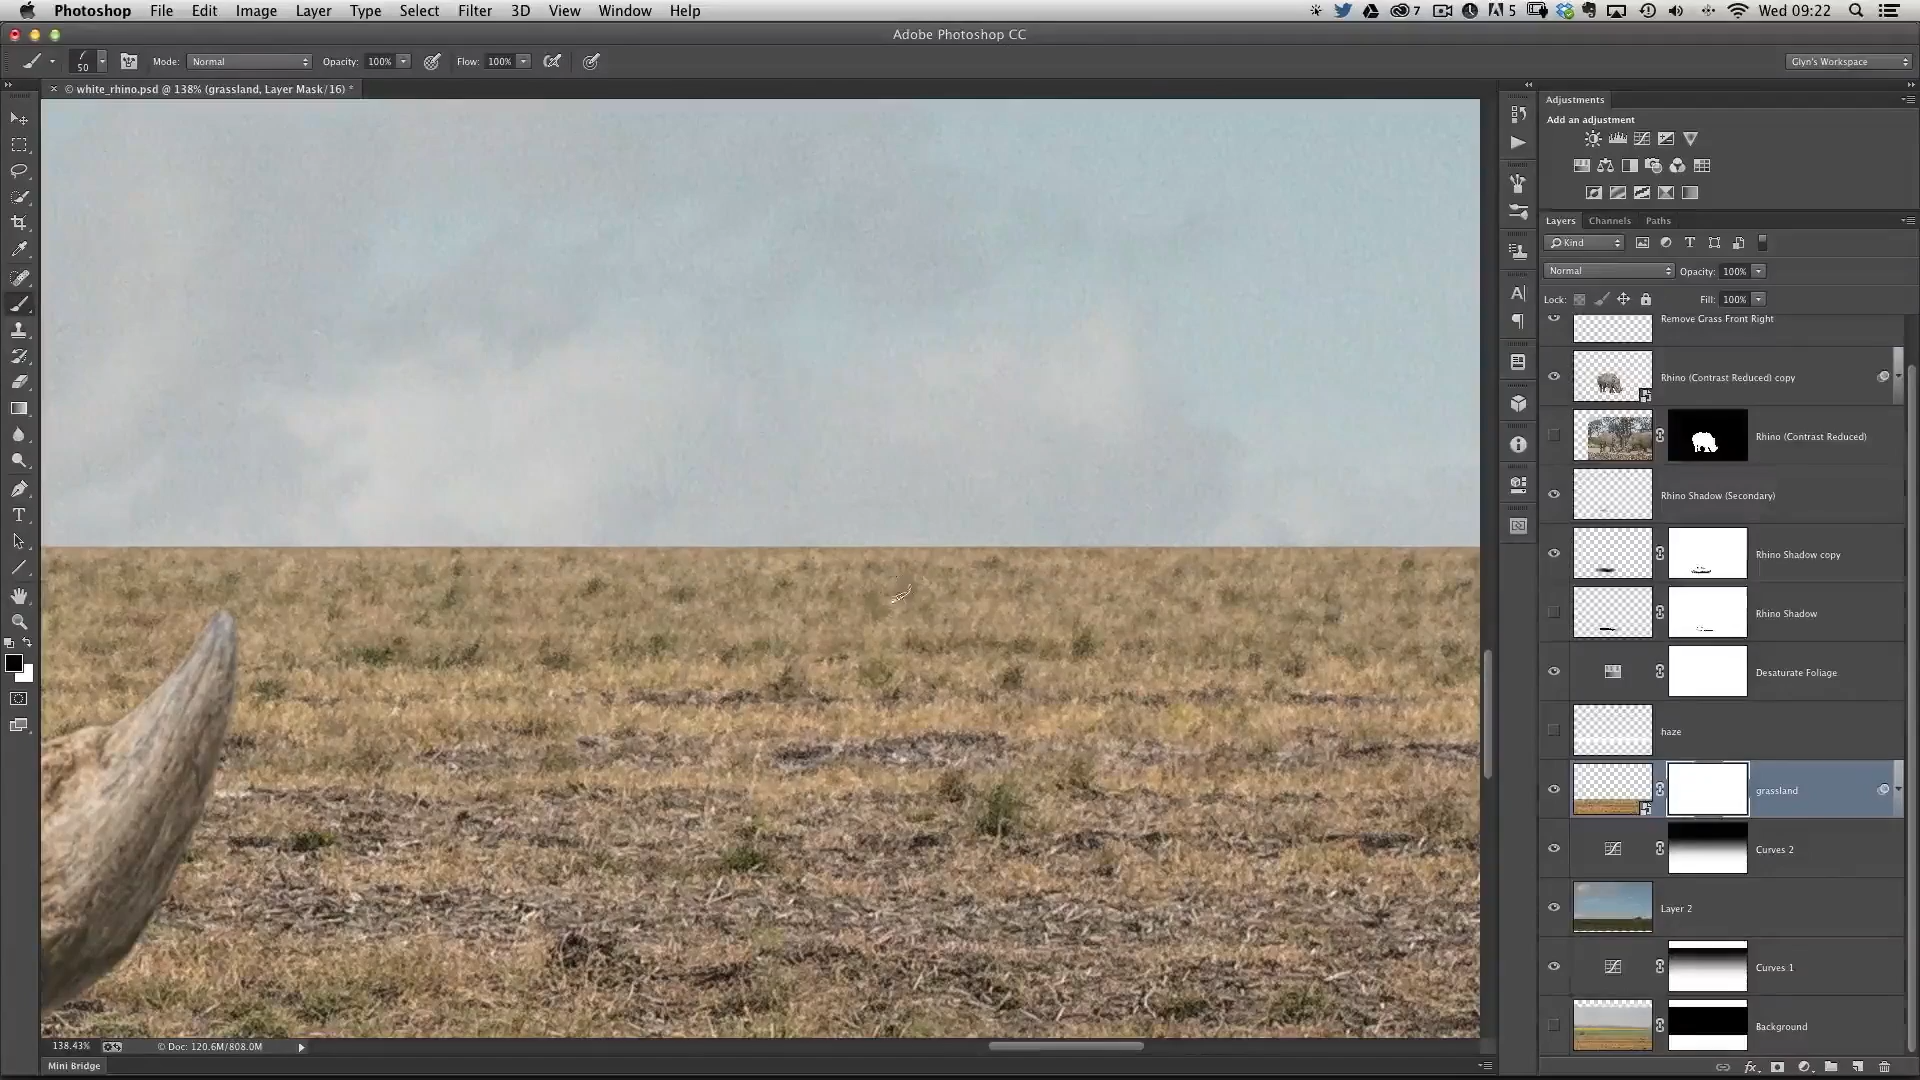 Photoshop File Edit Image Layer Type Select Filter 3D View Window Help 7 5 Wed 09:22
Adobe Photoshop CC
50 Mode: Normal Opacity: 100% Flow: 100% Glyn's Workspace
© white_rhino.psd @ 138% (grassland, Layer Mask/16) *
Adjustments
Add an adjustment
Layers Channels Paths
Kind
Normal Opacity: 100%
Lock: Fill: 100%
Remove Grass Front Right
Rhino (Contrast Reduced) copy
Rhino (Contrast Reduced)
Rhino Shadow (Secondary)
Rhino Shadow copy
Rhino Shadow
Desaturate Foliage
haze
grassland
Curves 2
Layer 2
Curves 1
Background
138.43% © Doc: 120.6M/808.0M
Mini Bridge